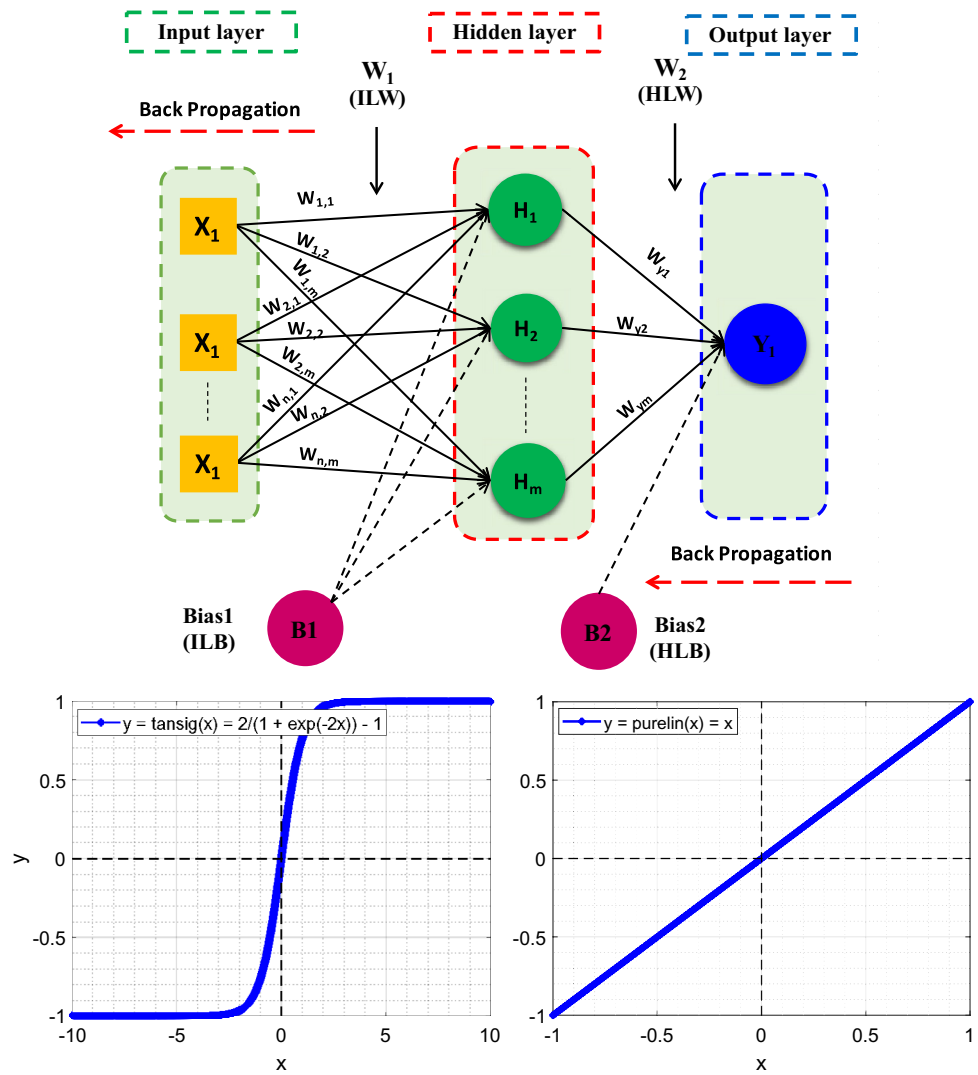 Input layer
Hidden layer
Output layer
W1
(ILW)
W2
(HLW)
Back Propagation
X1
X1
X1
W1,1
W1,2
W1,m
W2,1
W2,2
W2,m
Wn,1
Wn,2
Wn,m
H1
H2
Hm
Wy1
Wy2
Wym
Y1
Back Propagation
Bias1
(ILB)
B1
B2
Bias2
(HLB)
y = tansig(x) = 2/(1 + exp(-2x)) - 1
1
0.5
0
-0.5
-1
y
-10
-5
0
5
10
x
y = purelin(x) = x
1
0.5
0
-0.5
-1
-1
-0.5
0
0.5
1
x